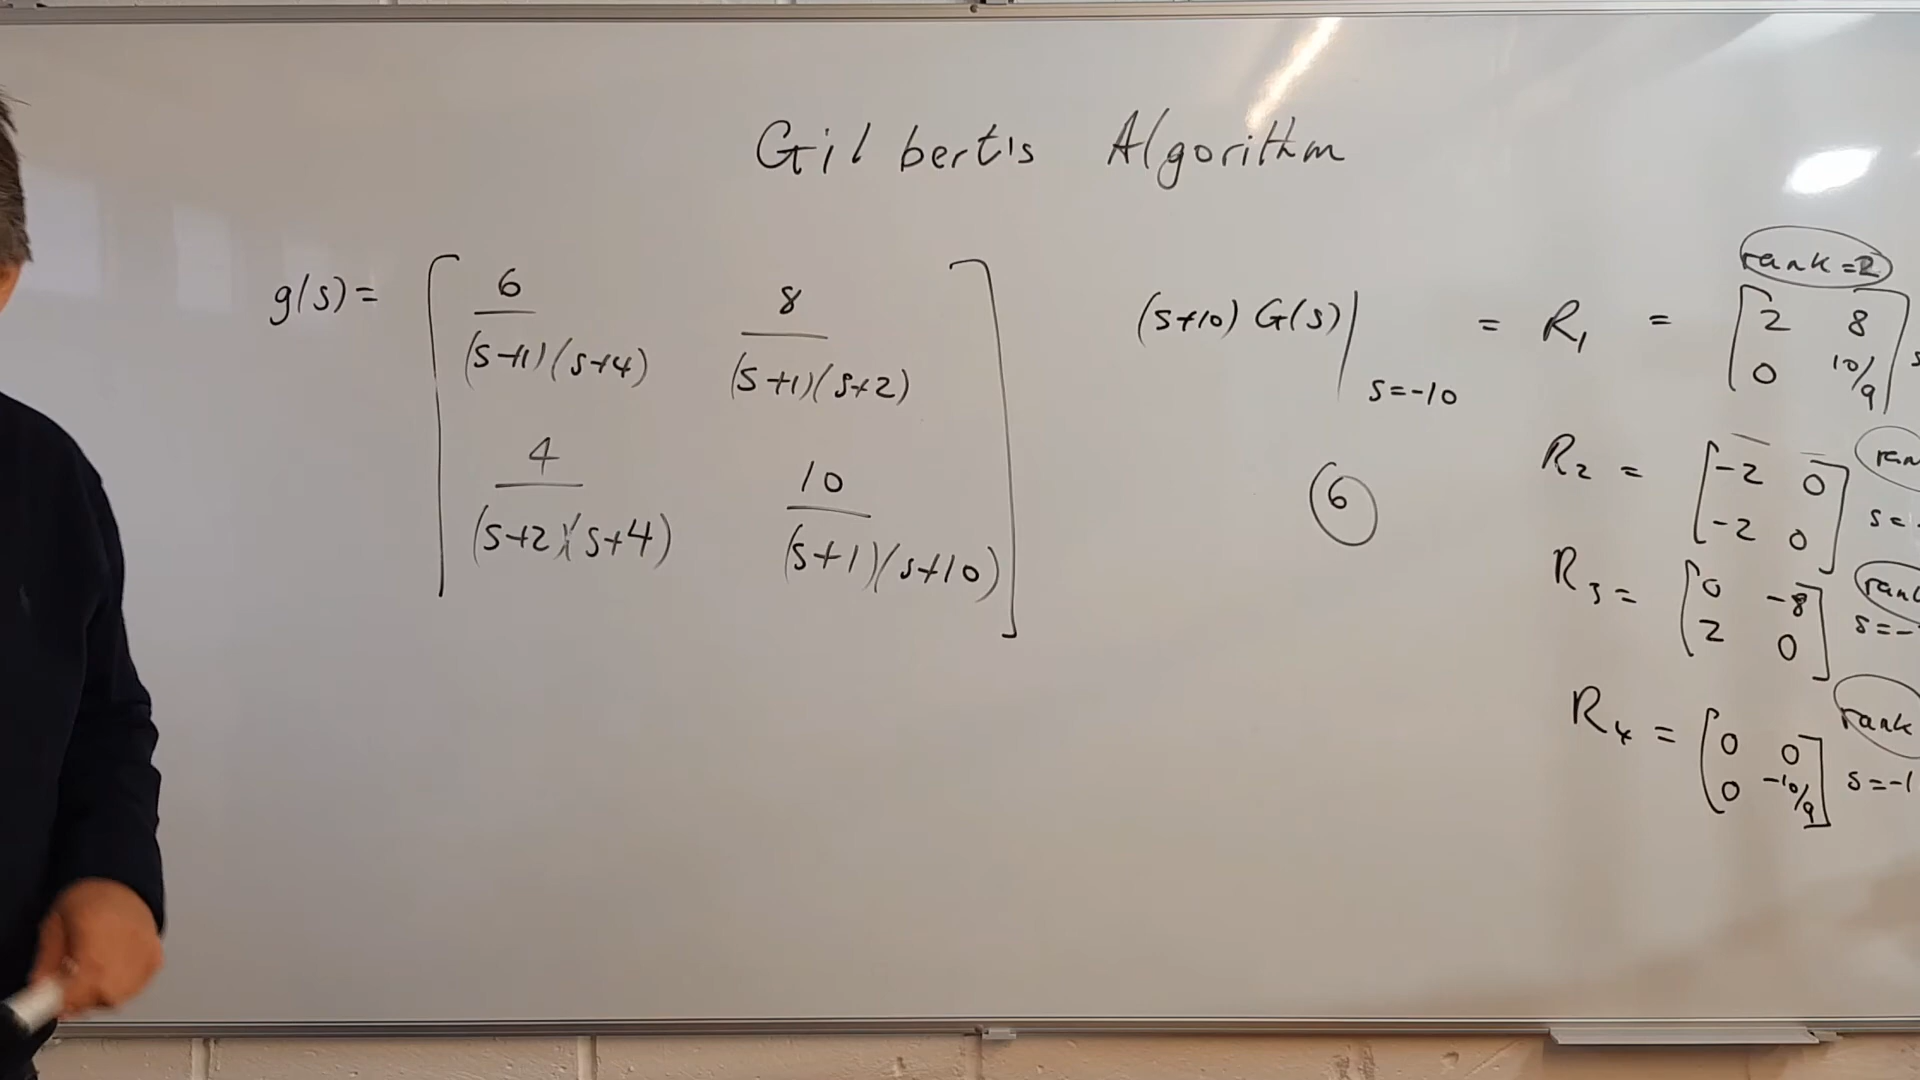 Gilbert's Algorithm
g(s) = [ 6/(s+1)(s+4) 8/(s+1)(s+2)
4/(s+2)(s+4) 10/(s+1)(s+10) ]
rank = 2
(s+10) G(s) | s=-10 = R1 = [ 2 8
0 10/9 ]
6
R2 = [ -2 0
-2 0 ] s=-
R3 = [ 0 -8
2 0 ] s=-
rank
R4 = [ 0 0
0 -10/9 ] s=-1